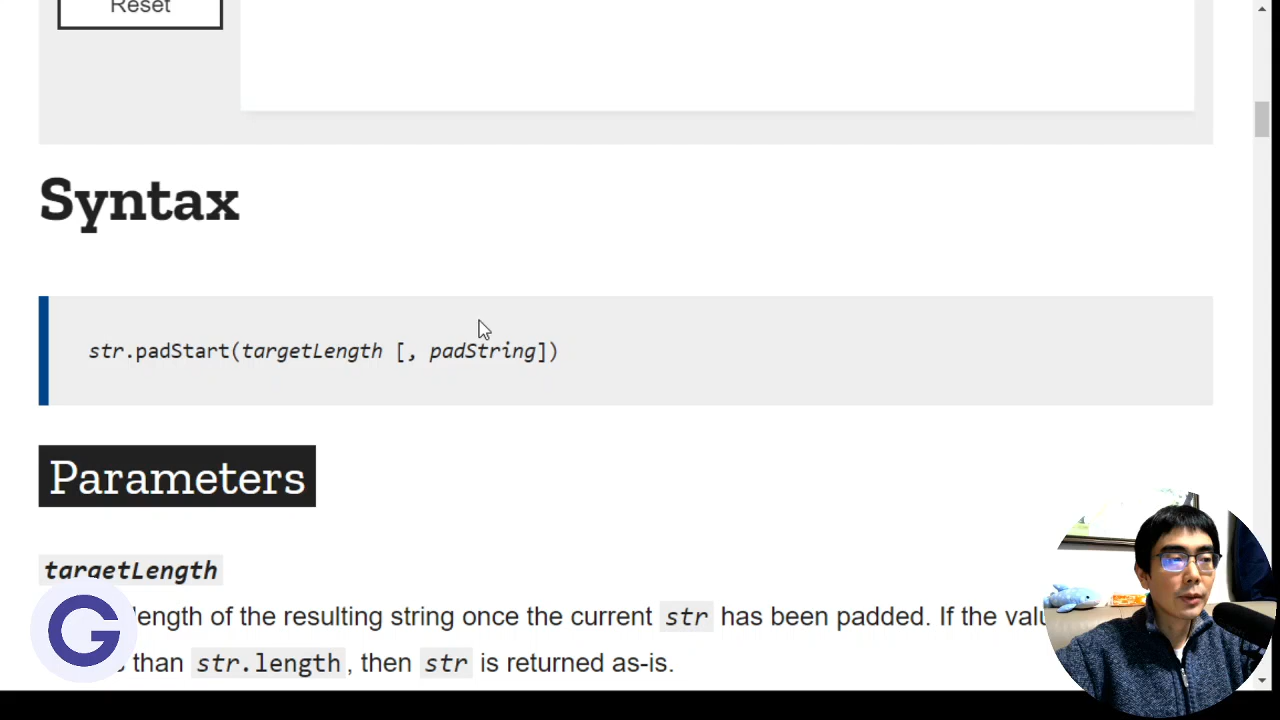 Reset
Syntax
str.padStart(targetLength [, padString])
Parameters
targetLength
length of the resulting string once the current str has been padded. If the
than str.length, then str is returned as-is.
G